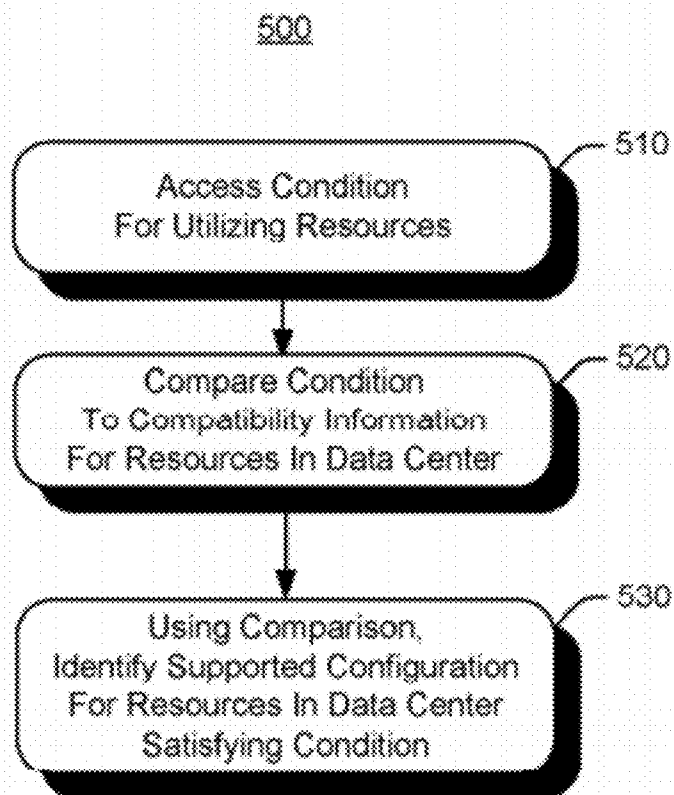 500
510
Access Condition
For Utilizing Resources
520
Compare Condition
To Compatibility Information
For Resources In Data Center
530
Using Comparison,
Identify Supported Configuration
For Resources In Data Center
Satisfying Condition